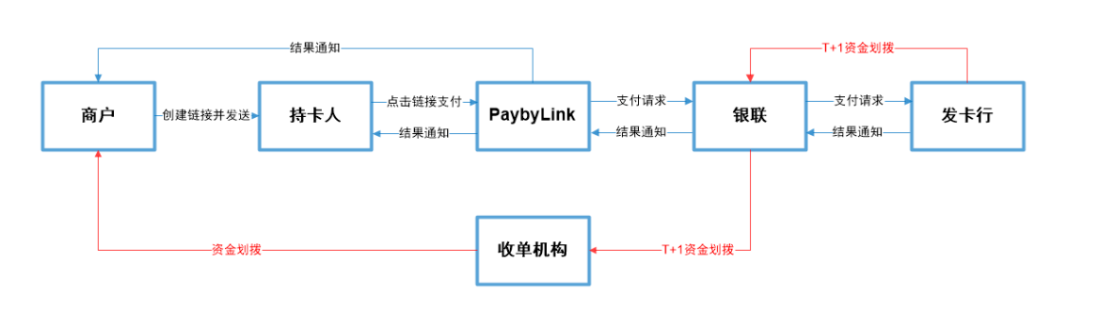 结果通知
T+1资金划拨
商户
创建链接并发送
持卡人
点击链接支付
结果通知
PaybyLink
支付请求
结果通知
银联
支付请求
结果通知
发卡行
资金划拨
收单机构
T+1资金划拨